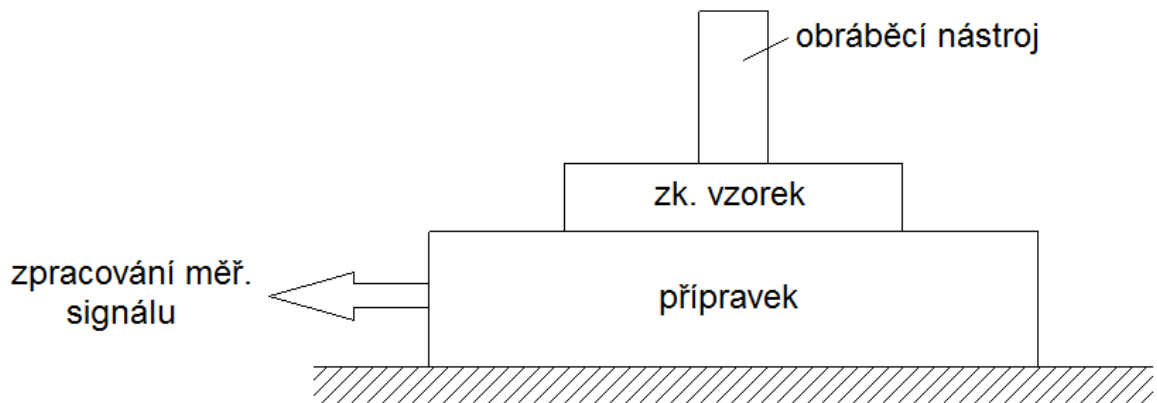 obráběcí nástroj
zk. vzorek
zpracování měř.
signálu
přípravek